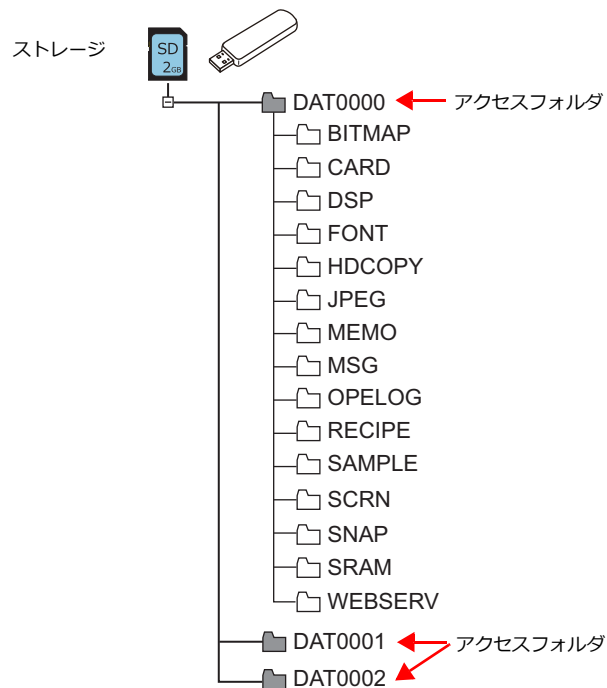 ストレージ
SD
2GB
DAT0000
アクセスフォルダ
BITMAP
CARD
DSP
FONT
HDCOPY
JPEG
MEMO
MSG
OPELOG
RECIPE
SAMPLE
SCRN
SNAP
SRAM
WEBSERV
DAT0001
アクセスフォルダ
DAT0002